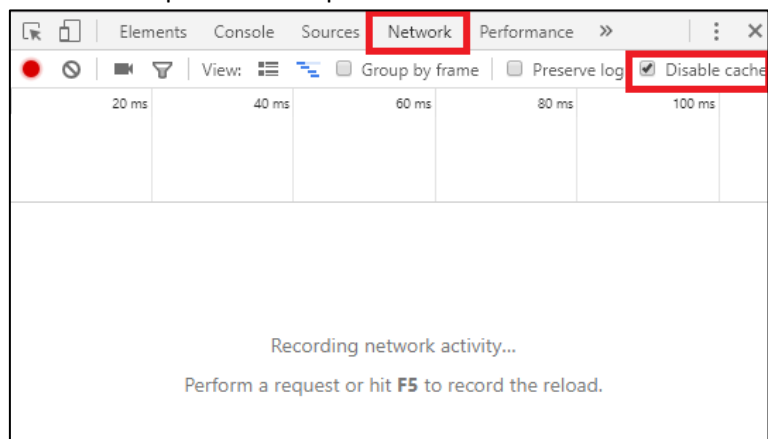 Elements Console Sources Network Performance »
View: Group by frame Preserve log Disable cache
20 ms 40 ms 60 ms 80 ms 100 ms
Recording network activity...
Perform a request or hit F5 to record the reload.